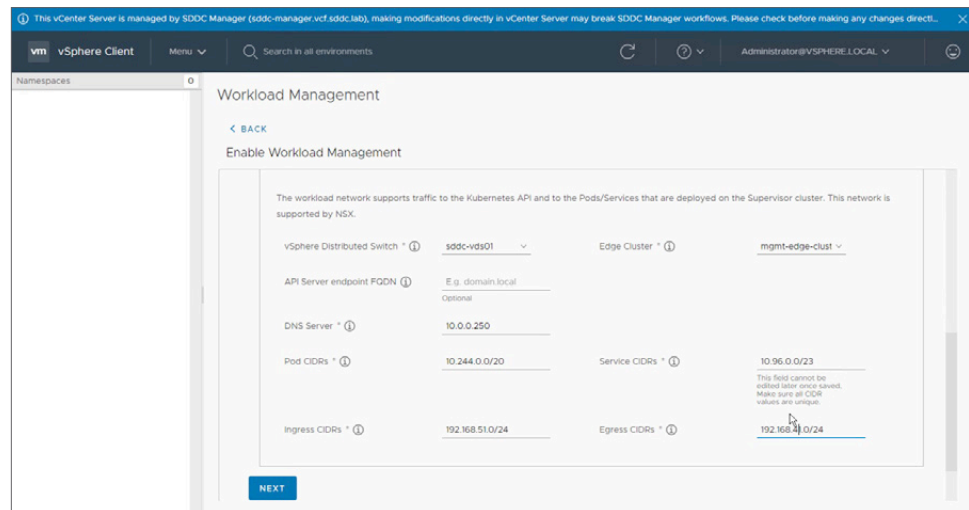 This vCenter Server is managed by SDDC Manager (sddc-manager.vcf.sddc.lab), making modifications directly in vCenter Server may break SDDC Manager workflows. Please check before making any changes directl...
vm vSphere Client Menu Search in all environments Administrator@VSPHERE.LOCAL
Namespaces 0
Workload Management
BACK
Enable Workload Management
The workload network supports traffic to the Kubernetes API and to the Pods/Services that are deployed on the Supervisor cluster. This network is
supported by NSX.
vSphere Distributed Switch * sddc-vds01 Edge Cluster * mgmt-edge-clust
API Server endpoint FQDN E.g. domain.local
Optional
DNS Server * 10.0.0.250
Pod CIDRs * 10.244.0.0/20 Service CIDRs * 10.96.0.0/23
This field cannot be
edited later once saved.
Make sure all CIDR
values are unique.
Ingress CIDRs * 192.168.51.0/24 Egress CIDRs * 192.168.41.0/24
NEXT